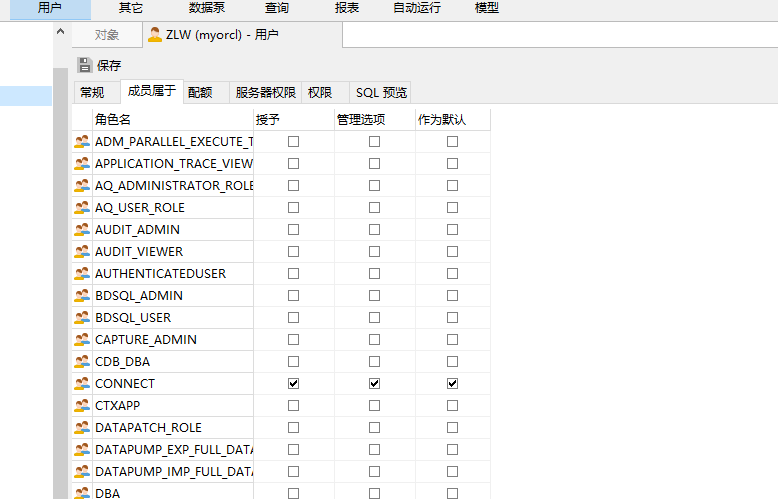 用户 其它 数据泵 查询 报表 自动运行 模型
对象 ZLW (myorcl) - 用户
保存
常规 成员属于 配额 服务器权限 权限 SQL 预览
角色名 授予 管理选项 作为默认
ADM_PARALLEL_EXECUTE_T
APPLICATION_TRACE_VIEW
AQ_ADMINISTRATOR_ROLE
AQ_USER_ROLE
AUDIT_ADMIN
AUDIT_VIEWER
AUTHENTICATEDUSER
BDSQL_ADMIN
BDSQL_USER
CAPTURE_ADMIN
CDB_DBA
CONNECT
CTXAPP
DATAPATCH_ROLE
DATAPUMP_EXP_FULL_DATA
DATAPUMP_IMP_FULL_DATA
DBA